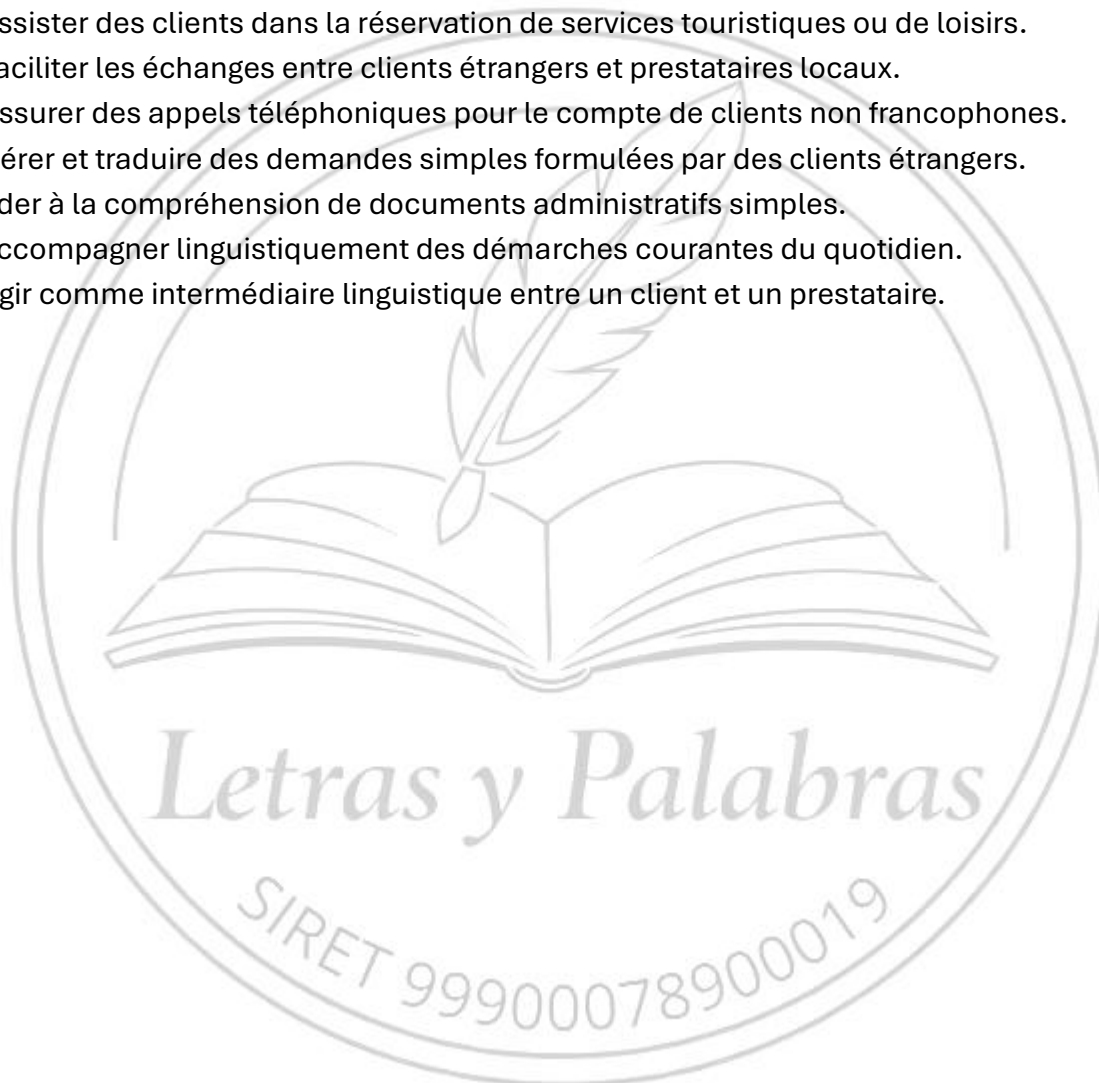 ssister des clients dans la réservation de services touristiques ou de loisirs.
aciliter les échanges entre clients étrangers et prestataires locaux.
ssurer des appels téléphoniques pour le compte de clients non francophones.
érer et traduire des demandes simples formulées par des clients étrangers.
der à la compréhension de documents administratifs simples.
ccompagner linguistiquement des démarches courantes du quotidien.
gir comme intermédiaire linguistique entre un client et un prestataire.
Letras y Palabras
SIRET 99900078900019